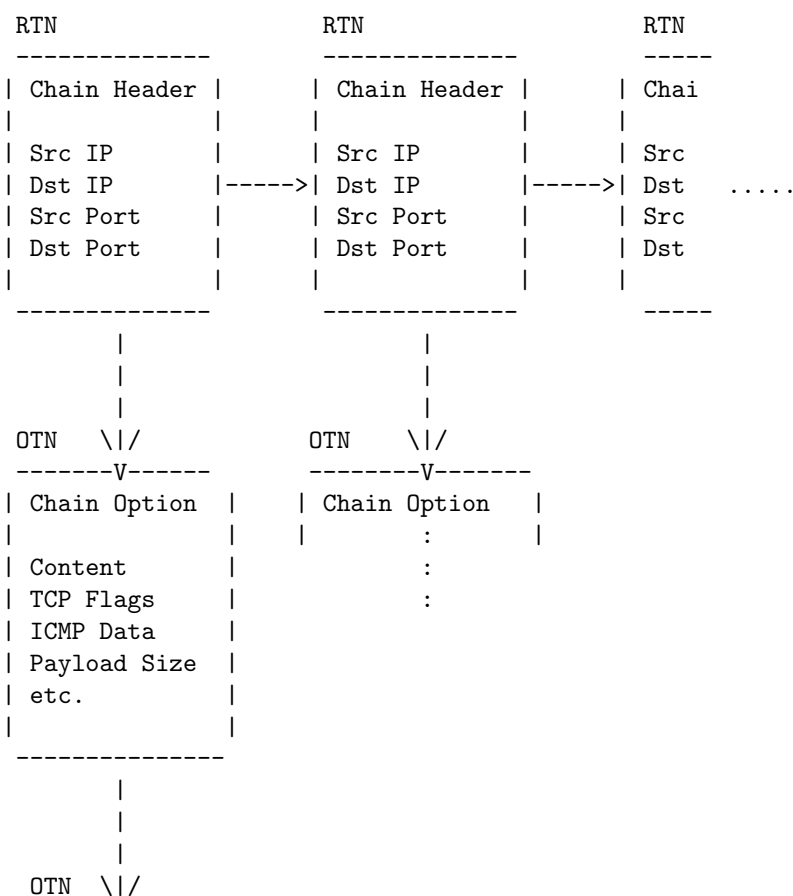 RTN RTN RTN
-------------- -------------- -----
| Chain Header | | Chain Header | | Chai
| | | | |
| Src IP | | Src IP | | Src
| Dst IP |----->| Dst IP |----->| Dst .....
| Src Port | | Src Port | | Src
| Dst Port | | Dst Port | | Dst
| | | | |
-------------- -------------- -----
| |
| |
| |
OTN \|/ OTN \|/
-------V------ --------V-------
| Chain Option | | Chain Option |
| | | : |
| Content | :
| TCP Flags | :
| ICMP Data |
| Payload Size |
| etc. |
| |
---------------
|
|
|
OTN \|/